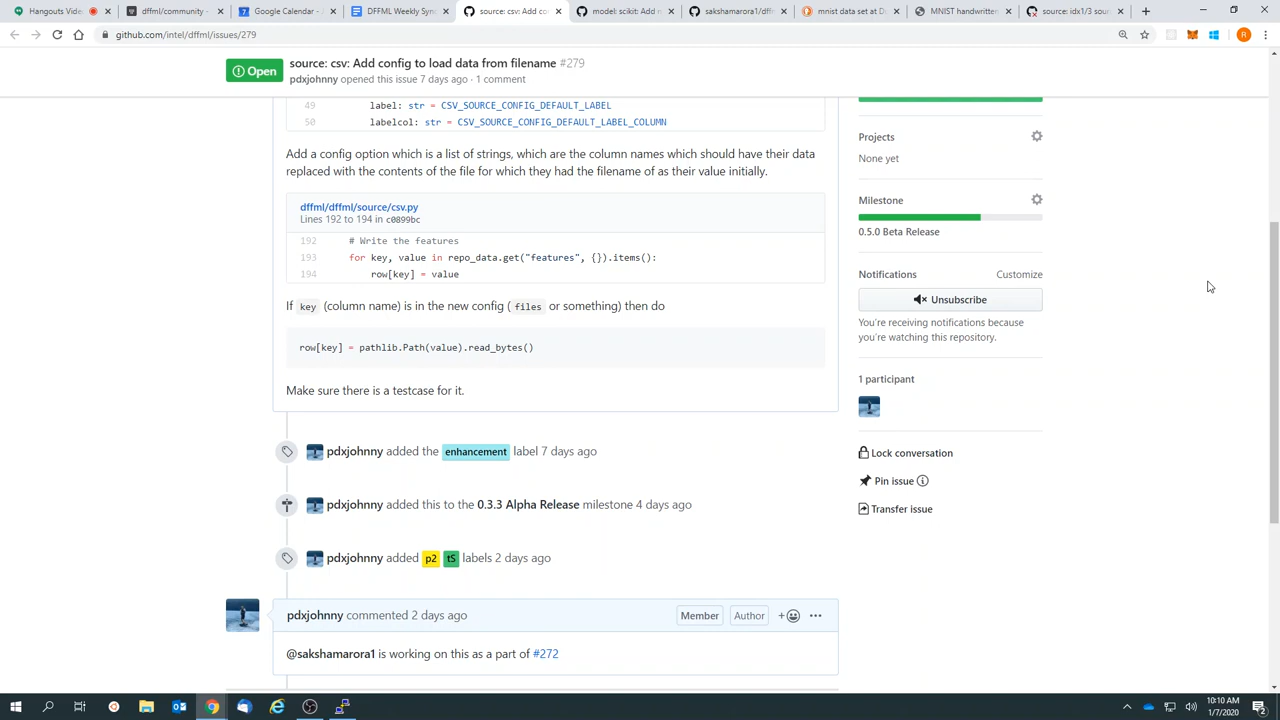 Hangouts Video
dffml/community -
Google Calendar -
DFFML Weekly Sync
source: csv: Add co
model: scikit: Add n
sakshamarora1/dffm
mnist data set at D
MNIST handwritten
source: idx1/3 sourc
github.com/intel/dffml/issues/279
R
Open
source: csv: Add config to load data from filename #279
pdxjohnny opened this issue 7 days ago · 1 comment
49 label: str = CSV_SOURCE_CONFIG_DEFAULT_LABEL
50 labelcol: str = CSV_SOURCE_CONFIG_DEFAULT_LABEL_COLUMN
Add a config option which is a list of strings, which are the column names which should have their data
replaced with the contents of the file for which they had the filename of as their value initially.
dffml/dffml/source/csv.py
Lines 192 to 194 in c0899bc
192 # Write the features
193 for key, value in repo_data.get("features", {}).items():
194 row[key] = value
If key (column name) is in the new config ( files or something) then do
row[key] = pathlib.Path(value).read_bytes()
Make sure there is a testcase for it.
pdxjohnny added the enhancement label 7 days ago
pdxjohnny added this to the 0.3.3 Alpha Release milestone 4 days ago
pdxjohnny added p2 tS labels 2 days ago
pdxjohnny commented 2 days ago
Member
Author
@sakshamarora1 is working on this as a part of #272
Projects
None yet
Milestone
0.5.0 Beta Release
Notifications
Customize
Unsubscribe
You're receiving notifications because
you're watching this repository.
1 participant
Lock conversation
Pin issue
Transfer issue
10:10 AM
1/7/2020
2